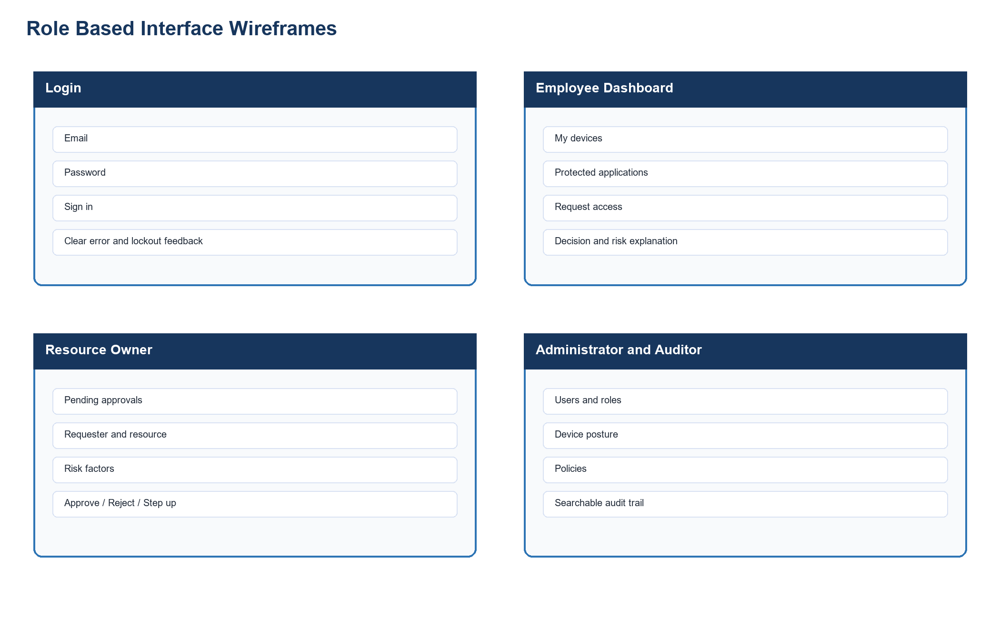 Role Based Interface Wireframes
Login
Email
Password
Sign in
Clear error and lockout feedback
Employee Dashboard
My devices
Protected applications
Request access
Decision and risk explanation
Resource Owner
Pending approvals
Requester and resource
Risk factors
Approve / Reject / Step up
Administrator and Auditor
Users and roles
Device posture
Policies
Searchable audit trail